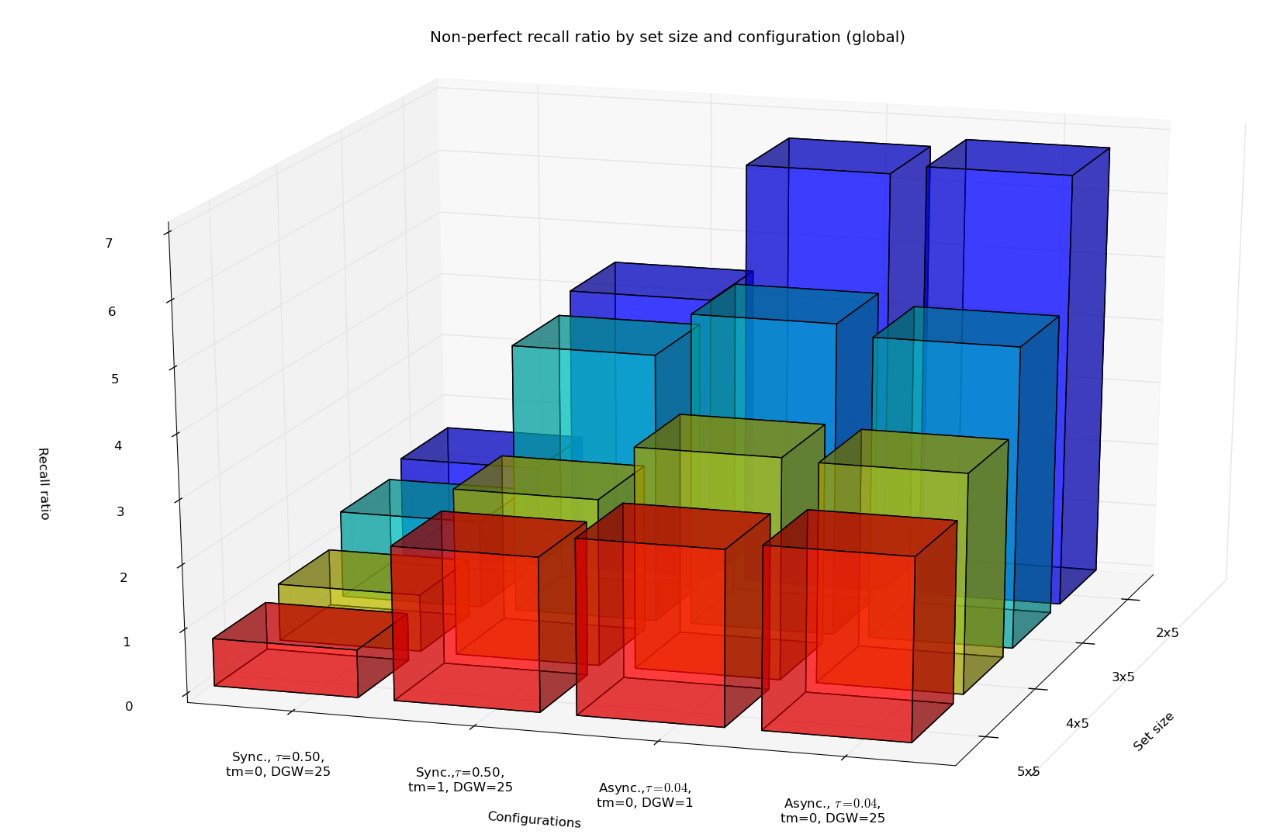 Non-perfect recall ratio by set size and configuration (global)
7
6
5
4
3
2
1
0
Recall ratio
Sync., τ=0.50,
tm=0, DGW=25
Sync.,τ=0.50,
tm=1, DGW=25
Async.,τ=0.04,
tm=0, DGW=1
Async., τ=0.04,
tm=0, DGW=25
Configurations
2x5
3x5
4x5
5x5
Set size